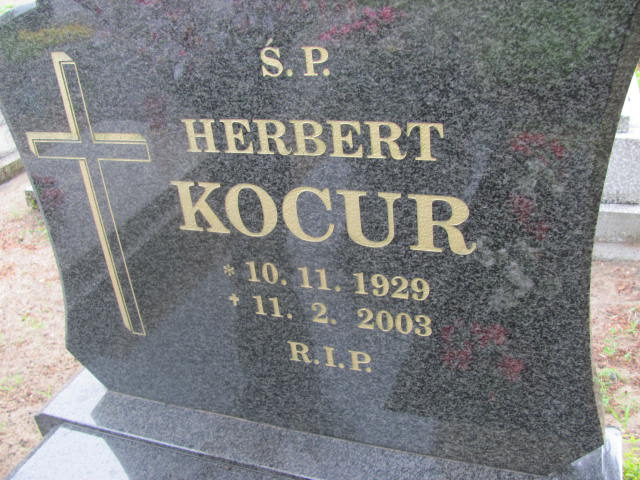 Ś. P.
HERBERT
KOCUR
* 10. 11. 1929
✝ 11. 2. 2003
R.I.P.